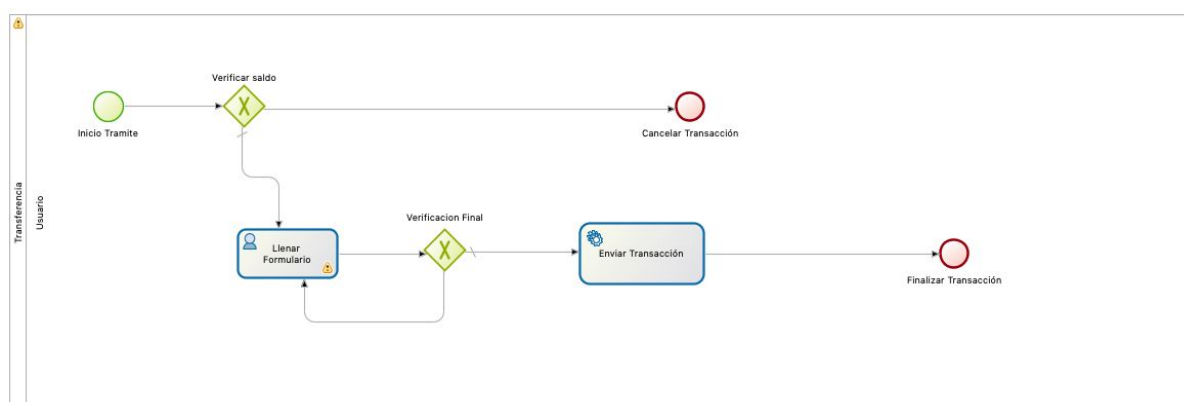 Transferencia
Usuario
Verificar saldo
Inicio Tramite
Cancelar Transacción
Verificacion Final
Llenar
Formulario
Enviar Transacción
Finalizar Transacción